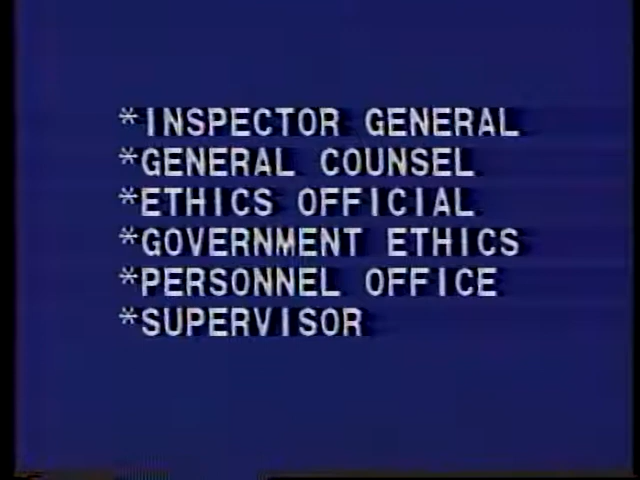 *INSPECTOR GENERAL
*GENERAL COUNSEL
*ETHICS OFFICIAL
*GOVERNMENT ETHICS
*PERSONNEL OFFICE
*SUPERVISOR